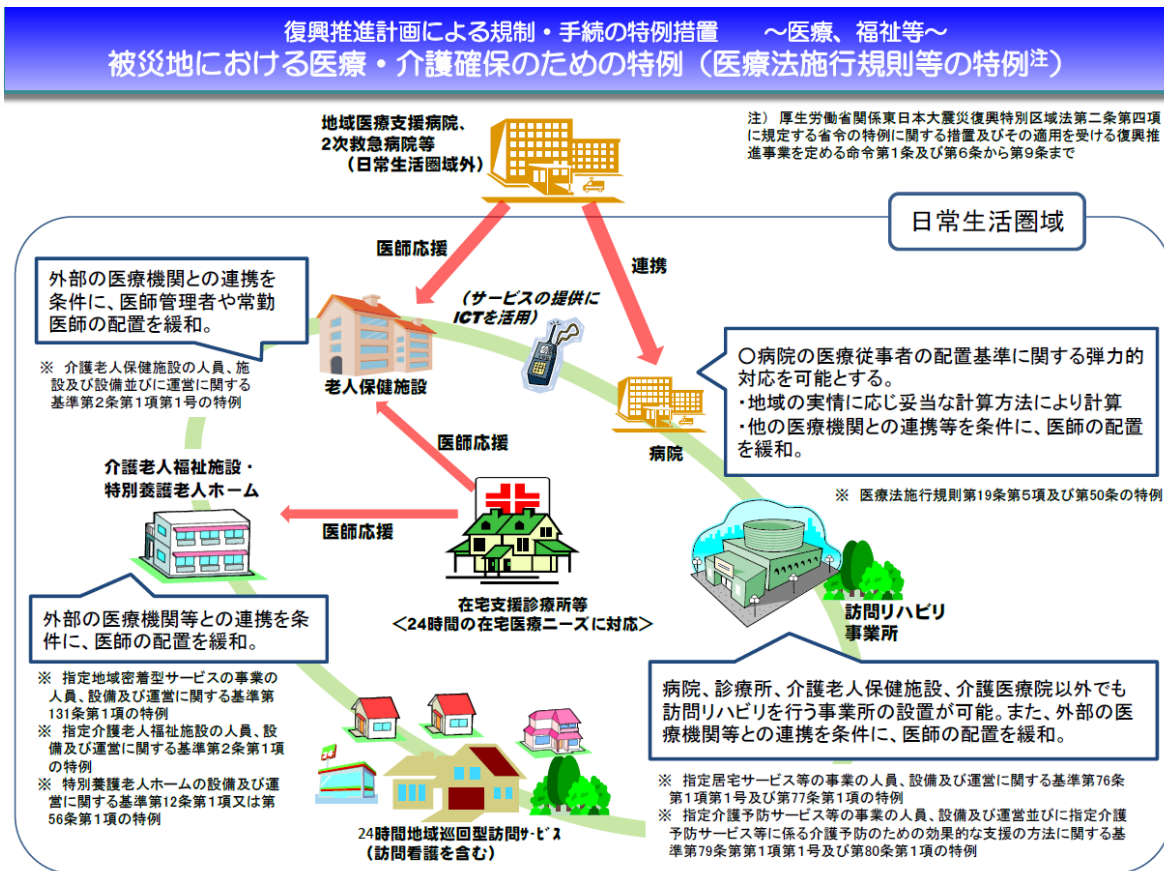 復興推進計画による規制・手続の特例措置　　～医療、福祉等～
被災地における医療・介護確保のための特例（医療法施行規則等の特例注）
地域医療支援病院、
2次救急病院等
（日常生活圏域外）
注） 厚生労働省関係東日本大震災復興特別区域法第二条第四項
に規定する省令の特例に関する措置及びその適用を受ける復興推
進事業を定める命令第1条及び第6条から第9条まで
日常生活圏域
医師応援
連携
外部の医療機関との連携を
条件に、医師管理者や常勤
医師の配置を緩和。
（サービスの提供に
ICTを活用）
※ 介護老人保健施設の人員、施
設及び設備並びに運営に関する
基準第2条第1項第1号の特例
老人保健施設
〇病院の医療従事者の配置基準に関する弾力的
対応を可能とする。
・地域の実情に応じ妥当な計算方法により計算
・他の医療機関との連携等を条件に、医師の配置
を緩和。
医師応援
病院
介護老人福祉施設・
特別養護老人ホーム
※ 医療法施行規則第19条第5項及び第50条の特例
医師応援
在宅支援診療所等
＜24時間の在宅医療ニーズに対応＞
訪問リハビリ
事業所
外部の医療機関等との連携を条
件に、医師の配置を緩和。
※ 指定地域密着型サービスの事業の
人員、設備及び運営に関する基準第
131条第1項の特例
※ 指定介護老人福祉施設の人員、設
備及び運営に関する基準第2条第1項
の特例
※ 特別養護老人ホームの設備及び運
営に関する基準第12条第1項又は第
56条第1項の特例
病院、診療所、介護老人保健施設、介護医療院以外でも
訪問リハビリを行う事業所の設置が可能。また、外部の医
療機関等との連携を条件に、医師の配置を緩和。
※ 指定居宅サービス等の事業の人員、設備及び運営に関する基準第76条
第1項第1号及び第77条第1項の特例
※ 指定介護予防サービス等の事業の人員、設備及び運営並びに指定介護
予防サービス等に係る介護予防のための効果的な支援の方法に関する基
準第79条第第1項第1号及び第80条第1項の特例
24時間地域巡回型訪問ｻｰﾋﾞｽ
（訪問看護を含む）